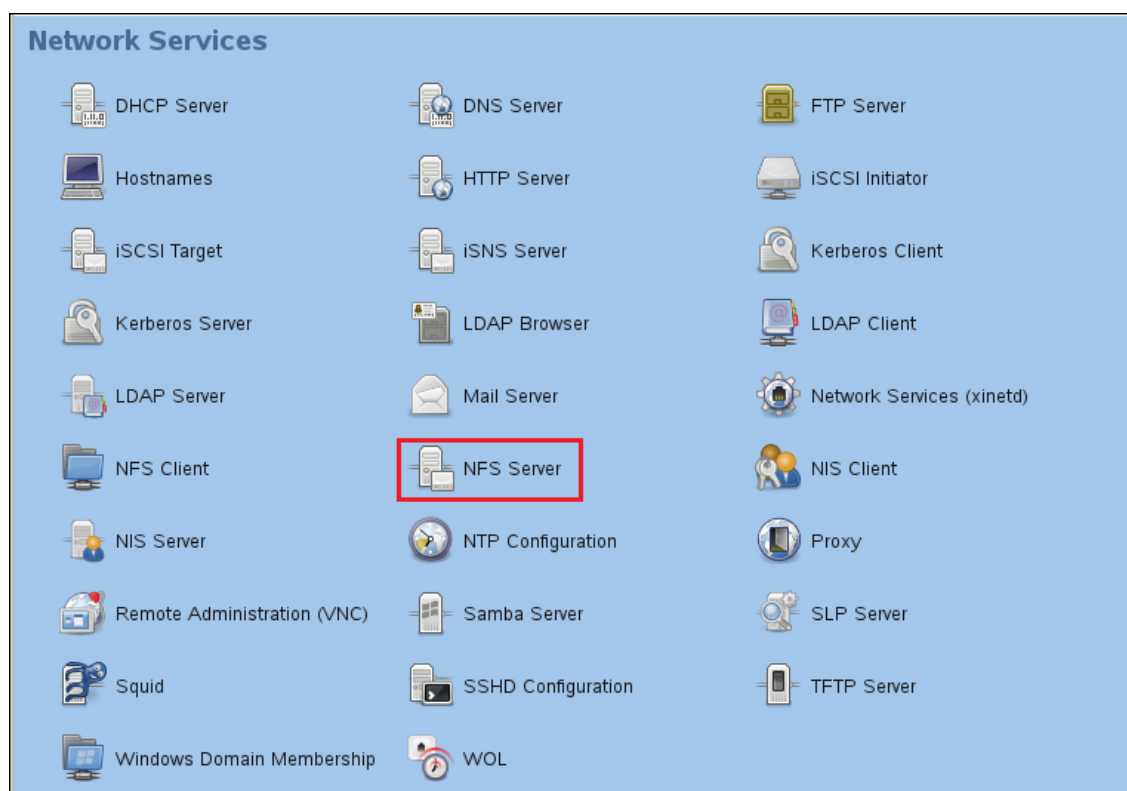 Network Services
DHCP Server
DNS Server
FTP Server
Hostnames
HTTP Server
iSCSI Initiator
iSCSI Target
iSNS Server
Kerberos Client
Kerberos Server
LDAP Browser
LDAP Client
LDAP Server
Mail Server
Network Services (xinetd)
NFS Client
NFS Server
NIS Client
NIS Server
NTP Configuration
Proxy
Remote Administration (VNC)
Samba Server
SLP Server
Squid
SSHD Configuration
TFTP Server
Windows Domain Membership
WOL